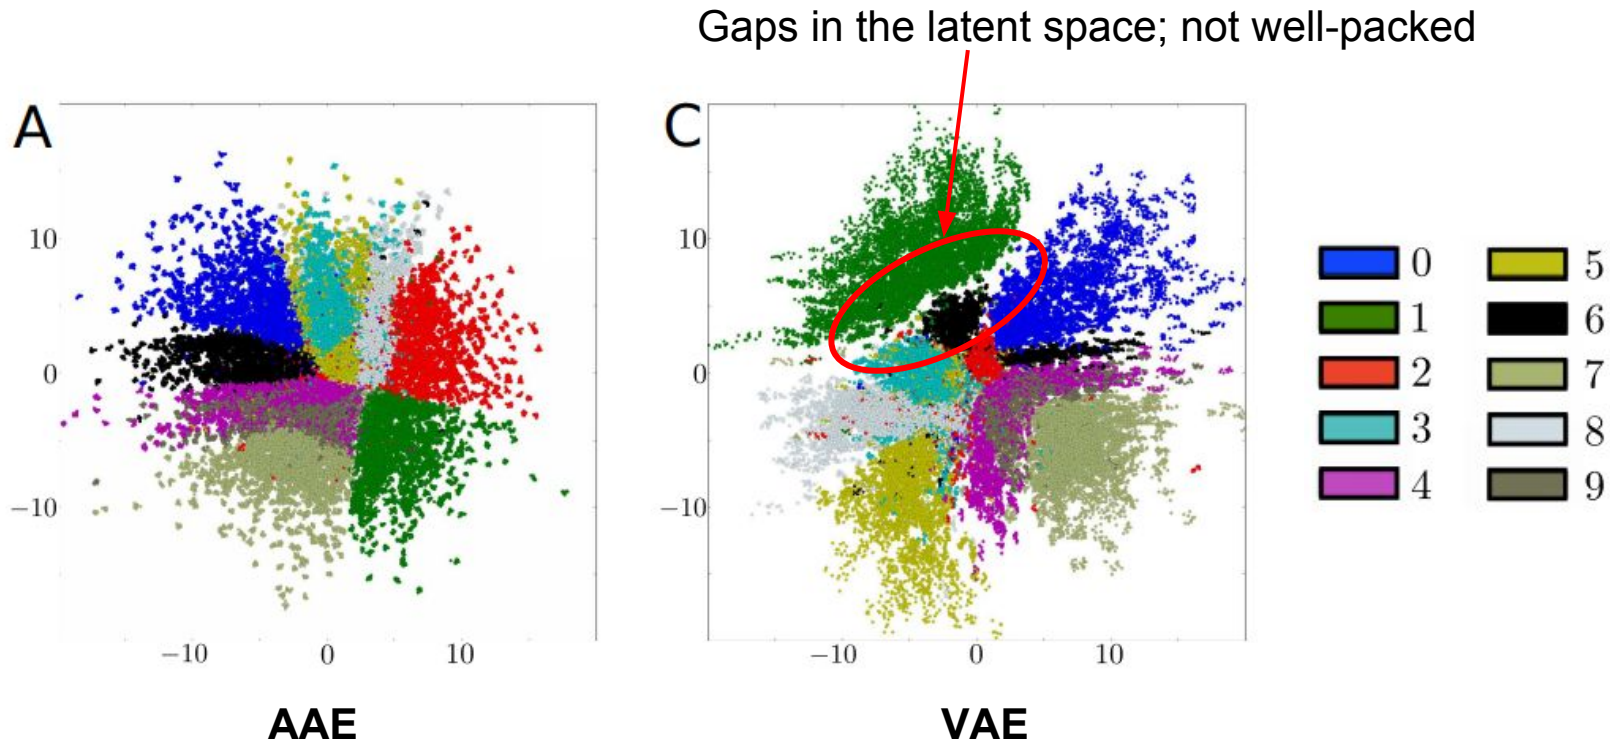 Gaps in the latent space; not well-packed
A
10
0
−10
−10 0 10
AAE
C
10
0
−10
−10 0 10
VAE
0 5
1 6
2 7
3 8
4 9